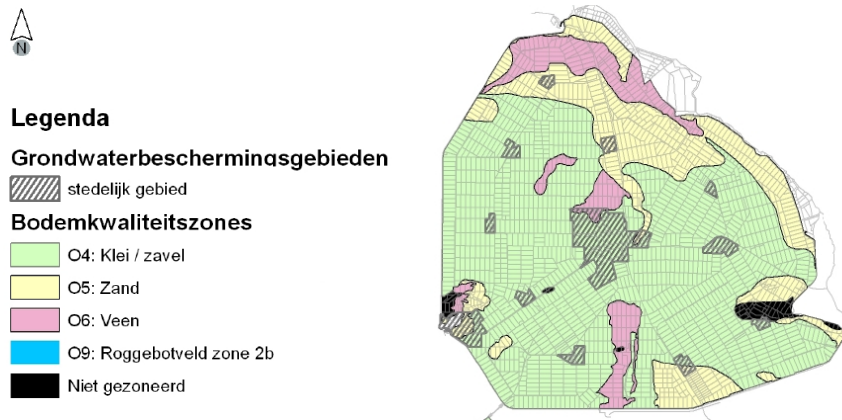 N
Legenda
Grondwaterbeschermingsgebieden
stedelijk gebied
Bodemkwaliteitszones
O4: Klei / zavel
O5: Zand
O6: Veen
O9: Roggebotveld zone 2b
Niet gezoneerd